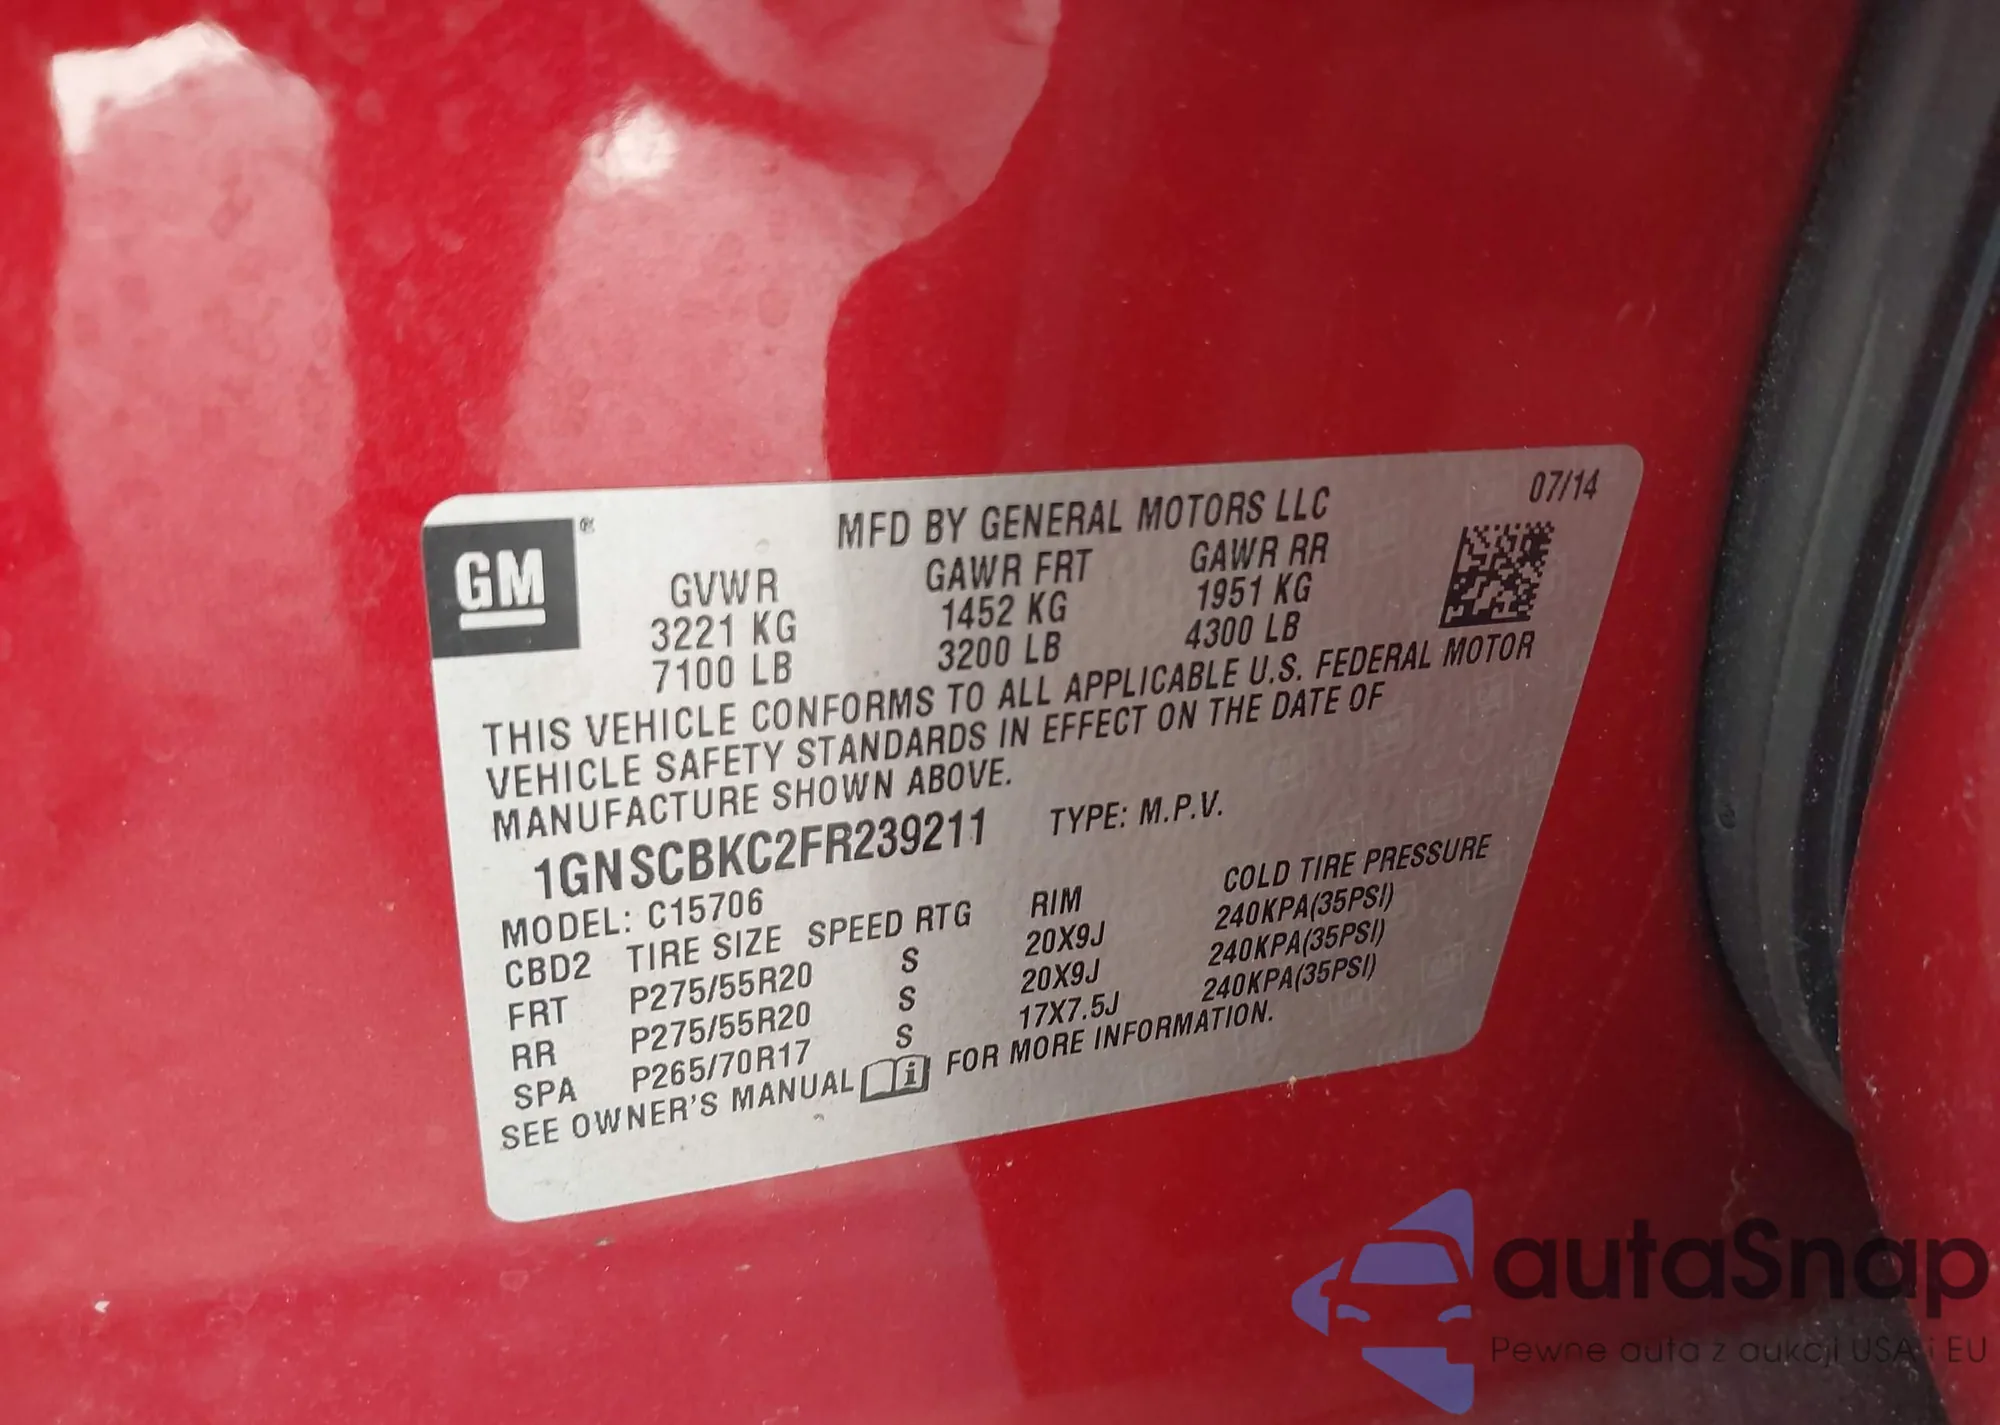 GM ®
MFD BY GENERAL MOTORS LLC 07/14
GVWR GAWR FRT GAWR RR
3221 KG 1452 KG 1951 KG
7100 LB 3200 LB 4300 LB
THIS VEHICLE CONFORMS TO ALL APPLICABLE U.S. FEDERAL MOTOR
VEHICLE SAFETY STANDARDS IN EFFECT ON THE DATE OF
MANUFACTURE SHOWN ABOVE.
1GNSCBKC2FR239211 TYPE: M.P.V.
MODEL: C15706
CBD2 TIRE SIZE SPEED RTG RIM COLD TIRE PRESSURE
FRT P275/55R20 S 20X9J 240KPA(35PSI)
RR P275/55R20 S 20X9J 240KPA(35PSI)
SPA P265/70R17 S 17X7.5J 240KPA(35PSI)
SEE OWNER'S MANUAL FOR MORE INFORMATION.
autaSnap
Pewne auta z aukcji USA i EU